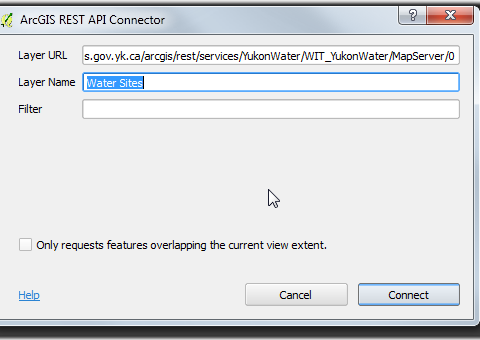 ArcGIS REST API Connector
Layer URL s.gov.yk.ca/arcgis/rest/services/YukonWater/WIT_YukonWater/MapServer/0
Layer Name Water Sites
Filter
Only requests features overlapping the current view extent.
Help Cancel Connect